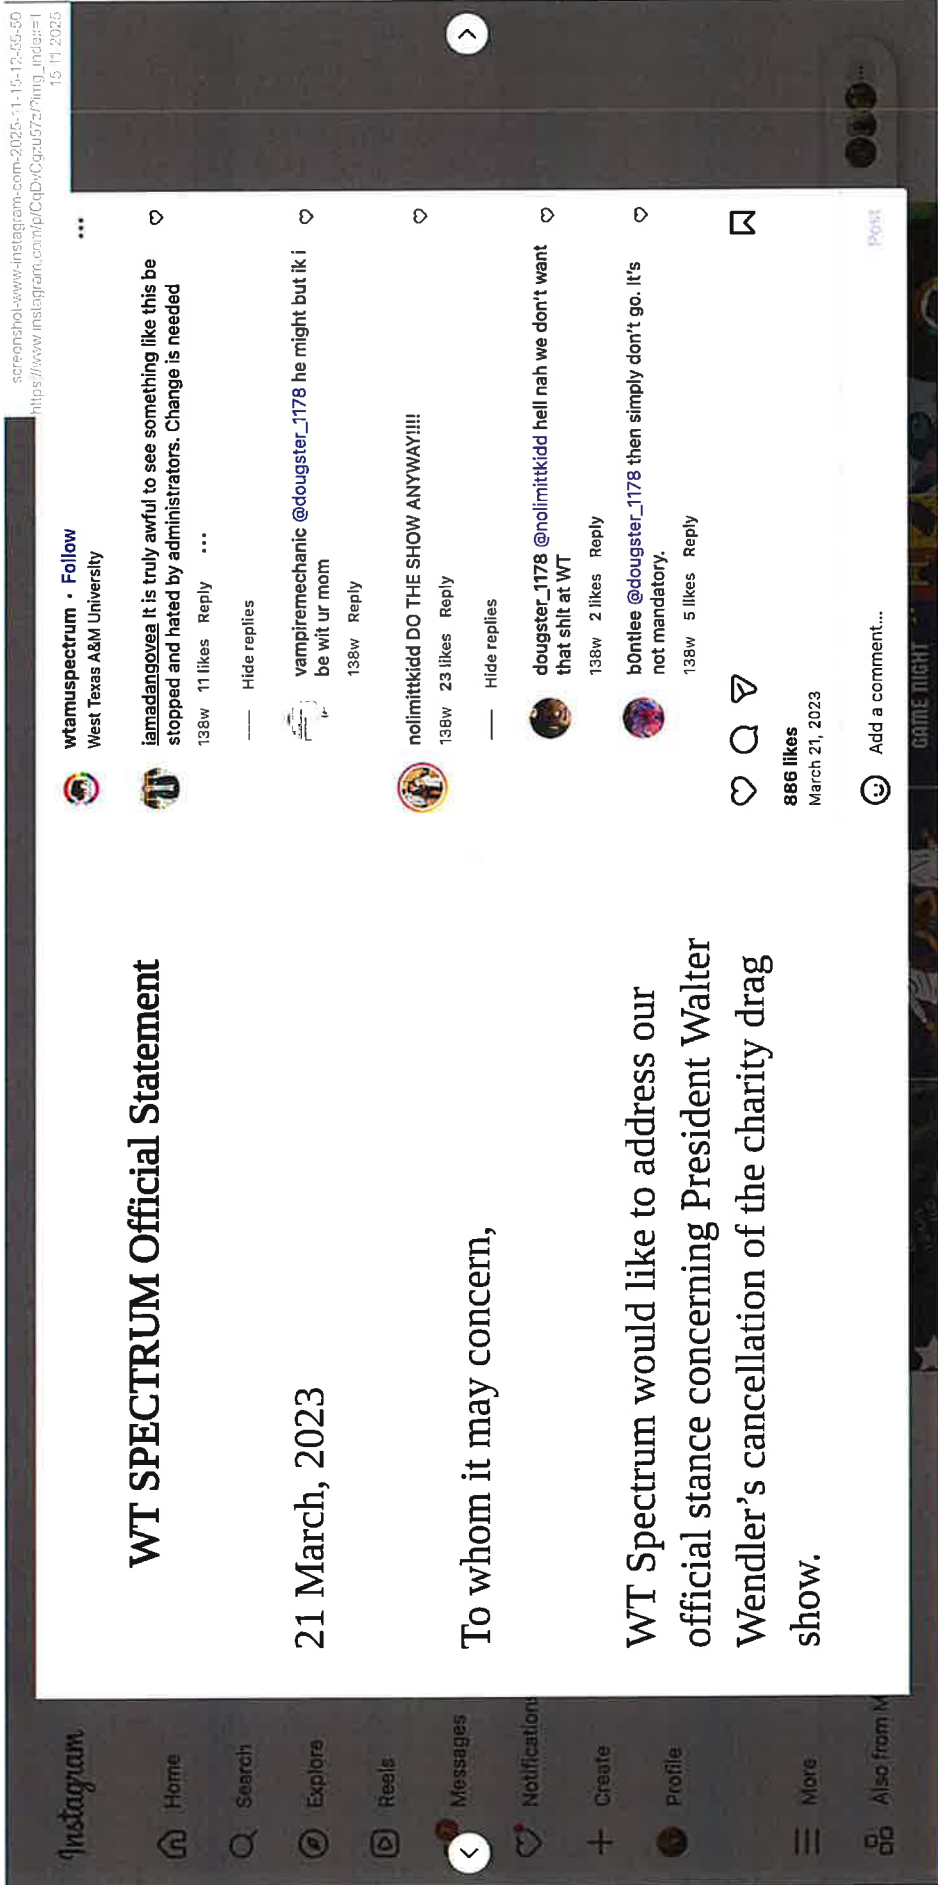 screenshot-www-instagram-com-2025-11-15-12-55-50
https://www.instagram.com/p/CqDvCgzu57z/?img_index=1
15.11.2025
Instagram
Home
Search
Explore
Reels
Messages
Notifications
Create
Profile
More
Also from M
WT SPECTRUM Official Statement
21 March, 2023
To whom it may concern,
WT Spectrum would like to address our
official stance concerning President Walter
Wendler's cancellation of the charity drag
show.
wtamuspectrum • Follow
West Texas A&M University
iamadangovea It is truly awful to see something like this be
stopped and hated by administrators. Change is needed
138w 11 likes Reply ...
Hide replies
vampiremechanic @dougster_1178 he might but ik i
be wit ur mom
138w Reply
nolimittkidd DO THE SHOW ANYWAY!!!!
138w 23 likes Reply
Hide replies
dougster_1178 @nolimittkidd hell nah we don't want
that shit at WT
138w 2 likes Reply
b0ntlee @dougster_1178 then simply don't go. It's
not mandatory.
138w 5 likes Reply
886 likes
March 21, 2023
Add a comment...
Post
GAME NIGHT